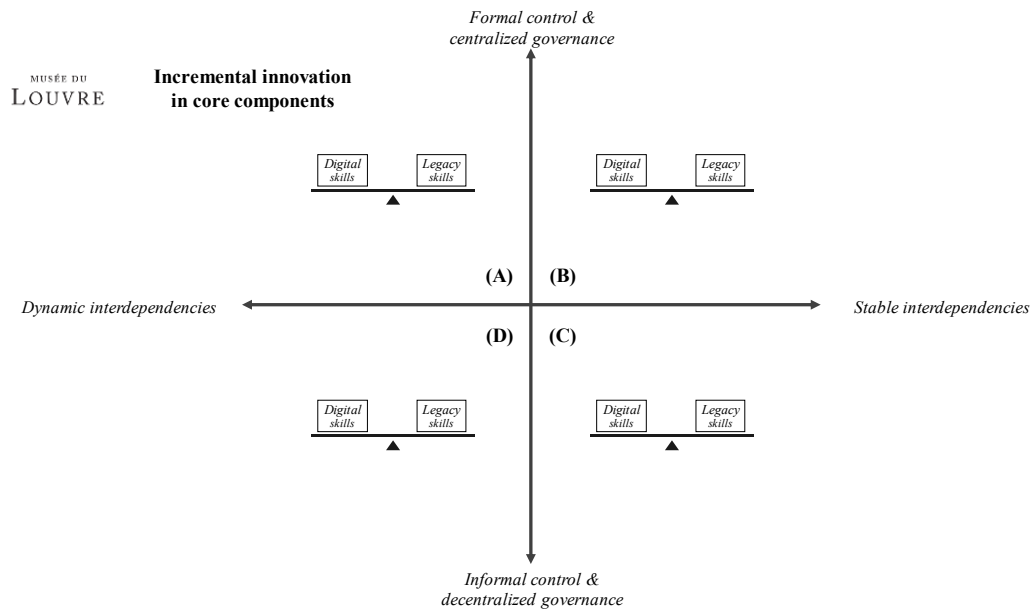 Formal control &
centralized governance
MUSÉE DU
LOUVRE
Incremental innovation
in core components
Digital
skills
Legacy
skills
Digital
skills
Legacy
skills
(A)
(B)
Dynamic interdependencies
Stable interdependencies
(D)
(C)
Digital
skills
Legacy
skills
Digital
skills
Legacy
skills
Informal control &
decentralized governance